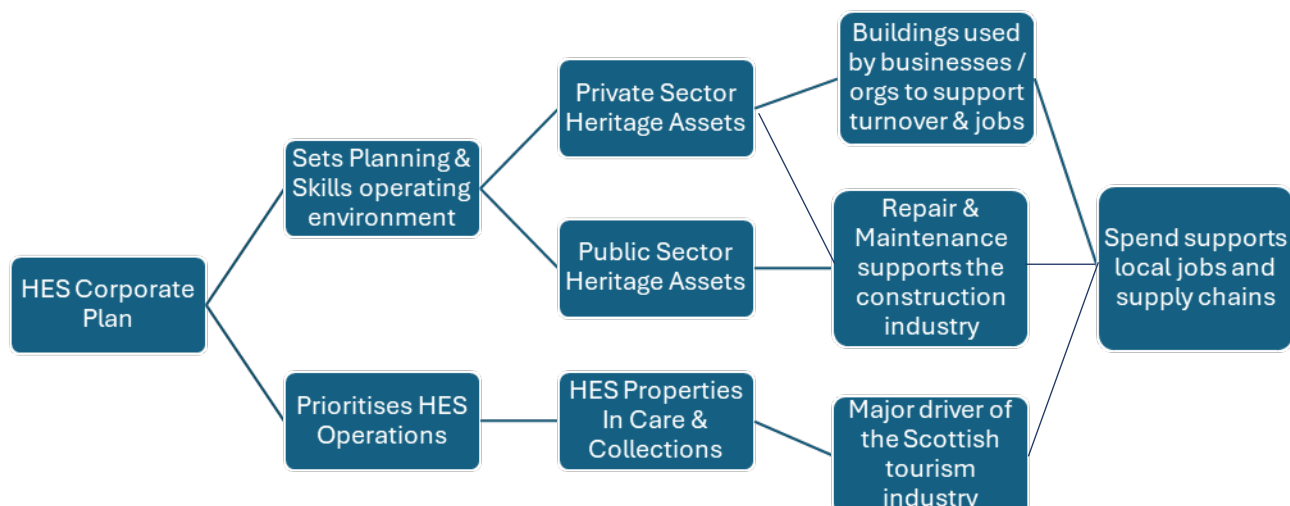 HES Corporate
Plan
Sets Planning &
Skills operating
environment
Prioritises HES
Operations
Private Sector
Heritage Assets
Public Sector
Heritage Assets
HES Properties
In Care &
Collections
Buildings used
by businesses /
orgs to support
turnover & jobs
Repair &
Maintenance
supports the
construction
industry
Major driver of
the Scottish
tourism
industry
Spend supports
local jobs and
supply chains